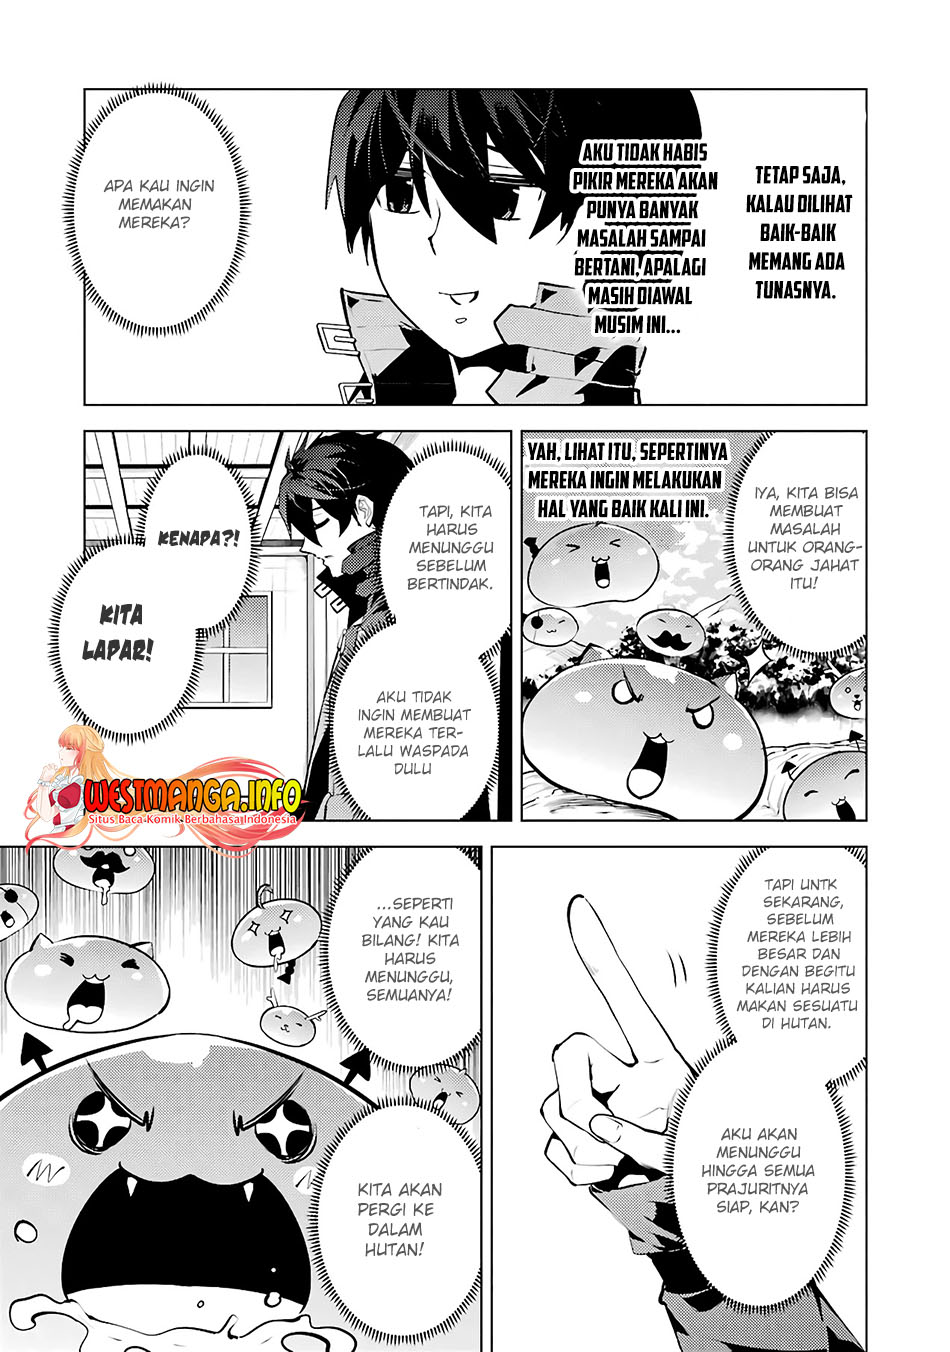 TETAP SAJA,
KALAU DILIHAT
BAIK-BAIK
MEMANG ADA
TUNASNYA.
AKU TIDAK HABIS
PIKIR MEREKA AKAN
PUNYA BANYAK
MASALAH SAMPAI
BERTANI, APALAGI
MASIH DIAWAL
MUSIM INI...
APA KAU INGIN
MEMAKAN
MEREKA?
IYA, KITA BISA
MEMBUAT
MASALAH
UNTUK ORANG-
ORANG JAHAT
ITU!
YAH, LIHAT ITU, SEPERTINYA
MEREKA INGIN MELAKUKAN
HAL YANG BAIK KALI INI.
TAPI, KITA
HARUS
MENUNGGU
SEBELUM
BERTINDAK.
AKU TIDAK
INGIN MEMBUAT
MEREKA TER-
LALU WASPADA
DULU
KENAPA?!
KITA
LAPAR!
WESTMANGA.INFO
Situs Baca Komik Berbahasa Indonesia
TAPI UNTK
SEKARANG,
SEBELUM
MEREKA LEBIH
BESAR DAN
DENGAN BEGITU
KALIAN HARUS
MAKAN SESUATU
DI HUTAN.
AKU AKAN
MENUNGGU
HINGGA SEMUA
PRAJURITNYA
SIAP, KAN?
...SEPERTI
YANG KAU
BILANG! KITA
HARUS
MENUNGGU,
SEMUANYA!
KITA AKAN
PERGI KE
DALAM
HUTAN!